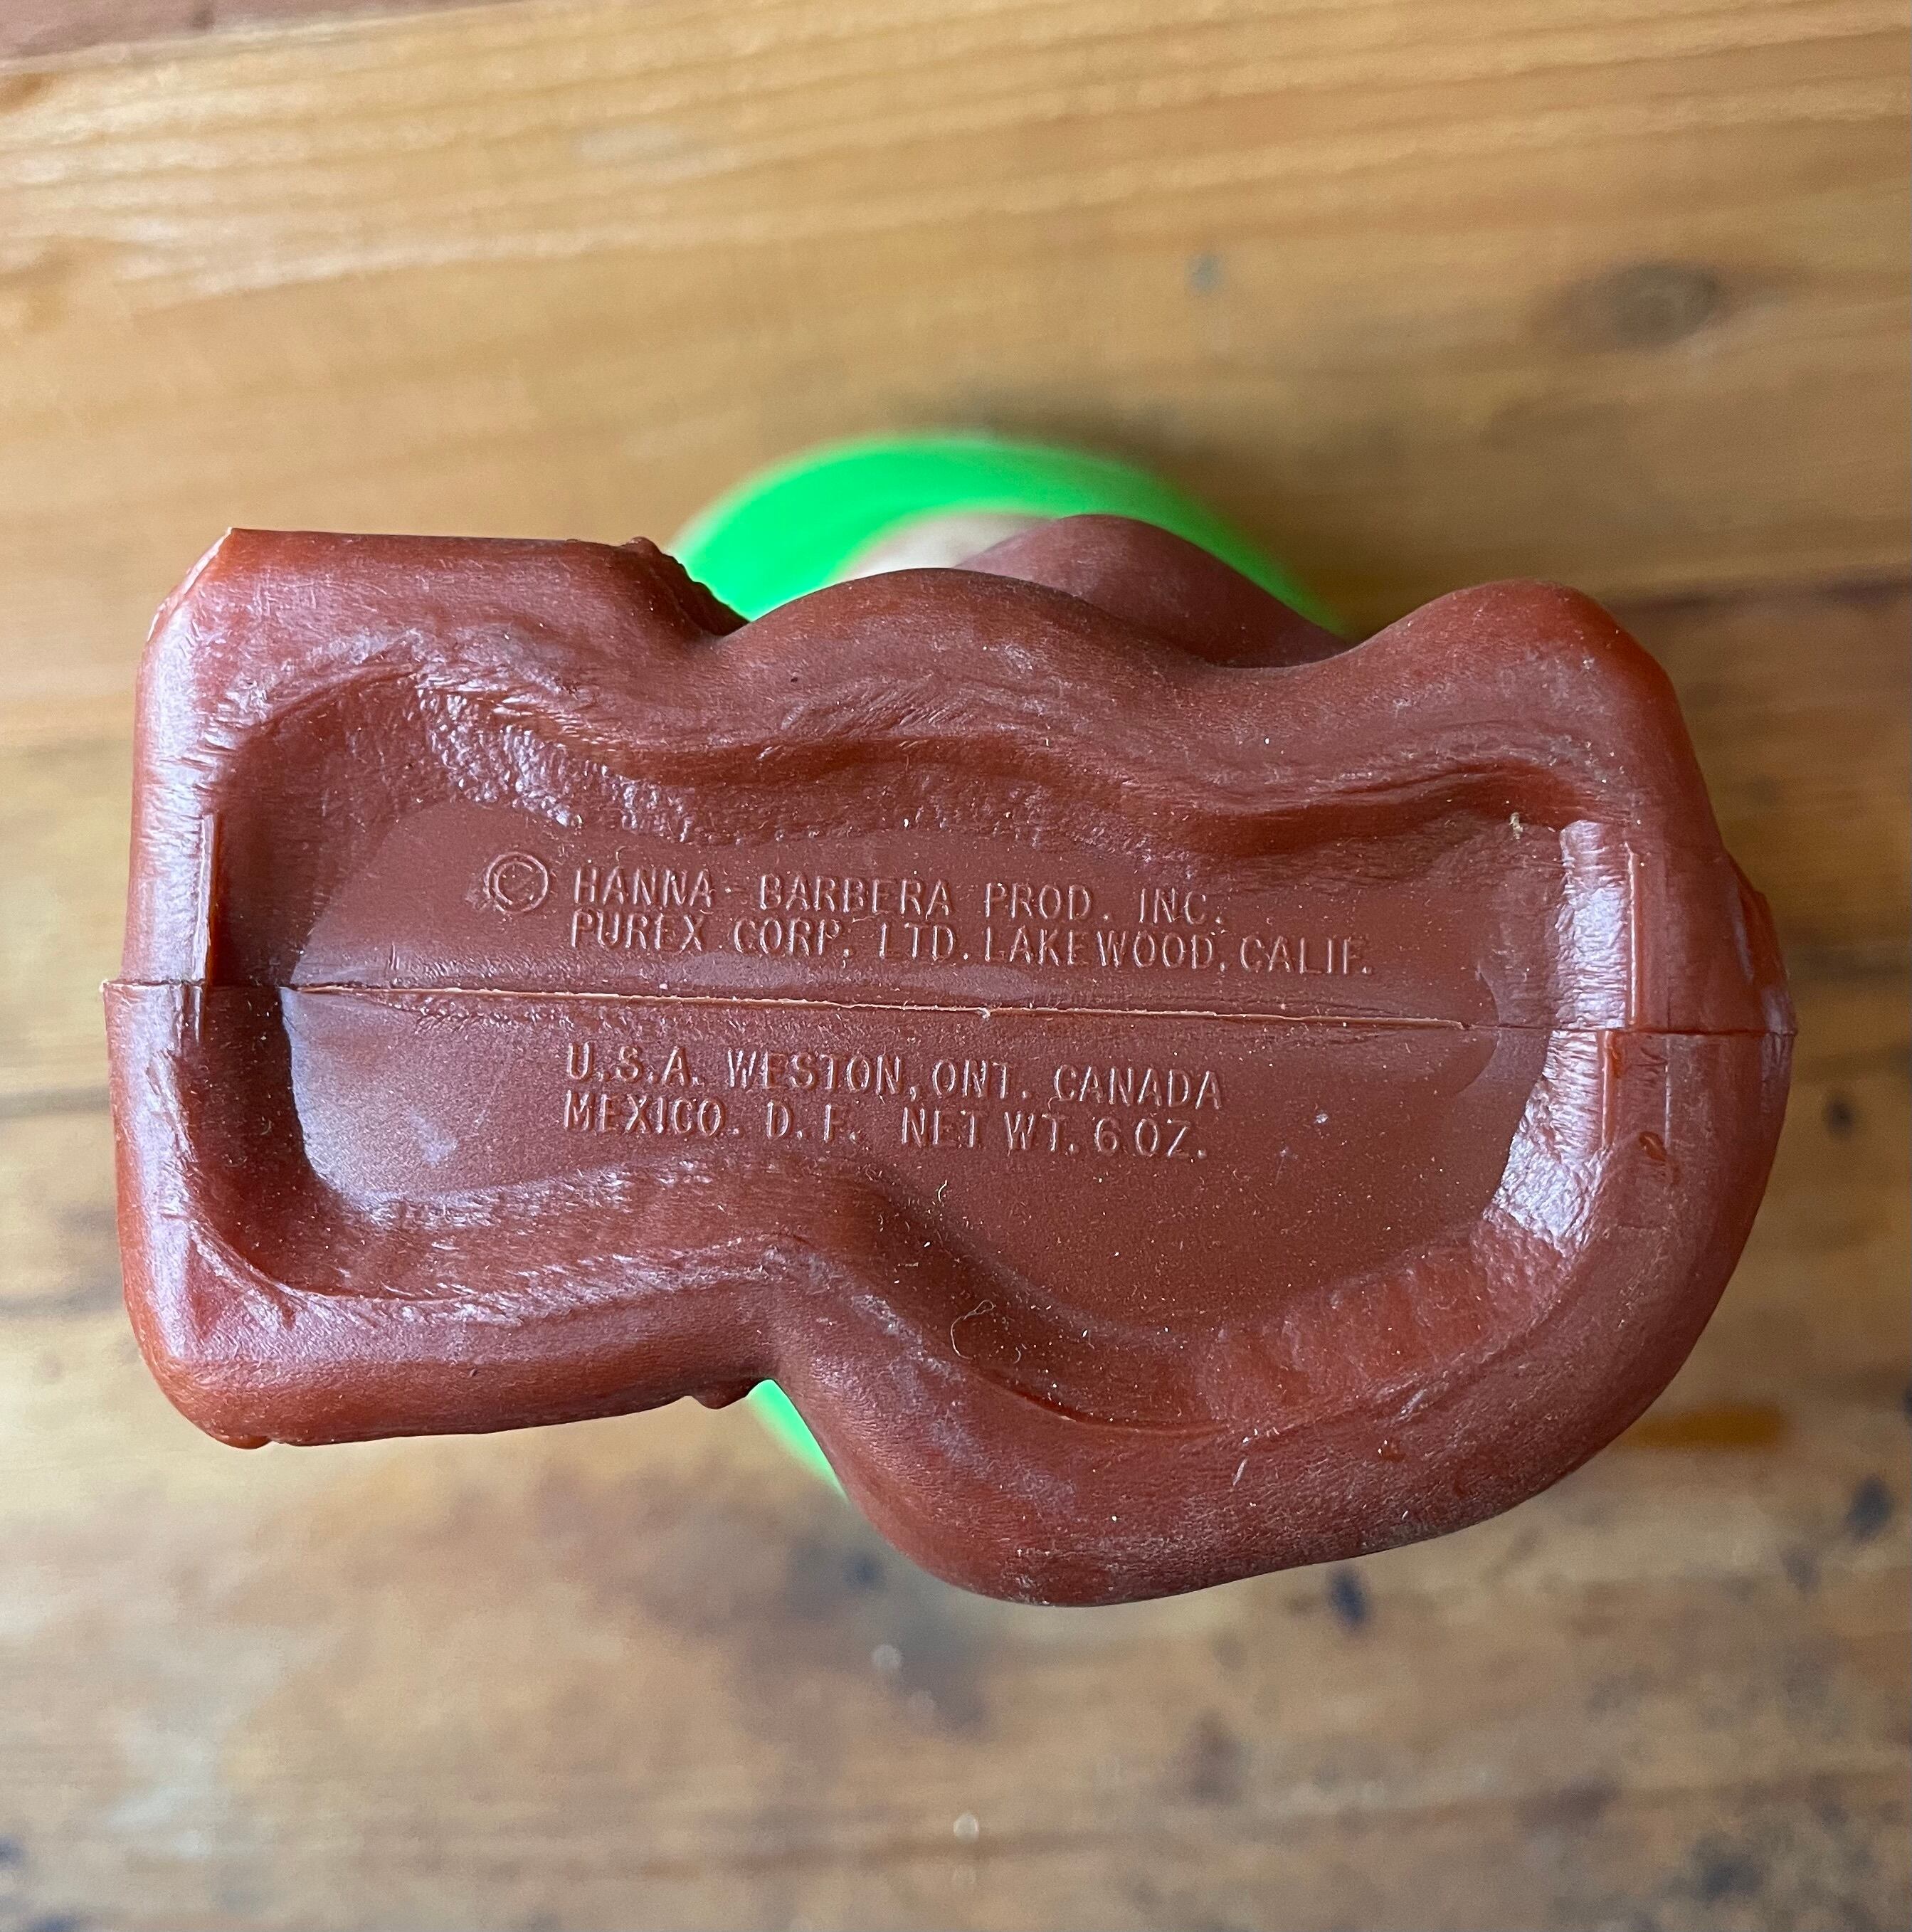 © HANNA-BARBERA PROD. INC.
PUREX CORP, LTD. LAKEWOOD, CALIF.
U.S.A. WESTON, ONT. CANADA
MEXICO. D. F. NET WT. 6 OZ.